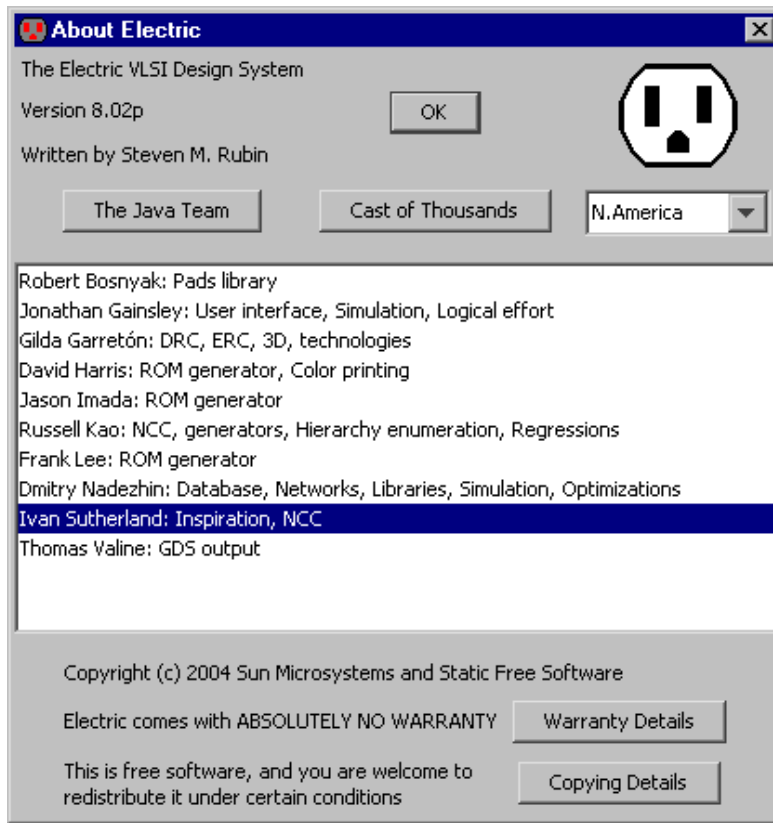 About Electric
The Electric VLSI Design System
Version 8.02p
OK
Written by Steven M. Rubin
The Java Team
Cast of Thousands
N.America
Robert Bosnyak: Pads library
Jonathan Gainsley: User interface, Simulation, Logical effort
Gilda Garretón: DRC, ERC, 3D, technologies
David Harris: ROM generator, Color printing
Jason Imada: ROM generator
Russell Kao: NCC, generators, Hierarchy enumeration, Regressions
Frank Lee: ROM generator
Dmitry Nadezhin: Database, Networks, Libraries, Simulation, Optimizations
Ivan Sutherland: Inspiration, NCC
Thomas Valine: GDS output
Copyright (c) 2004 Sun Microsystems and Static Free Software
Electric comes with ABSOLUTELY NO WARRANTY
Warranty Details
This is free software, and you are welcome to
redistribute it under certain conditions
Copying Details